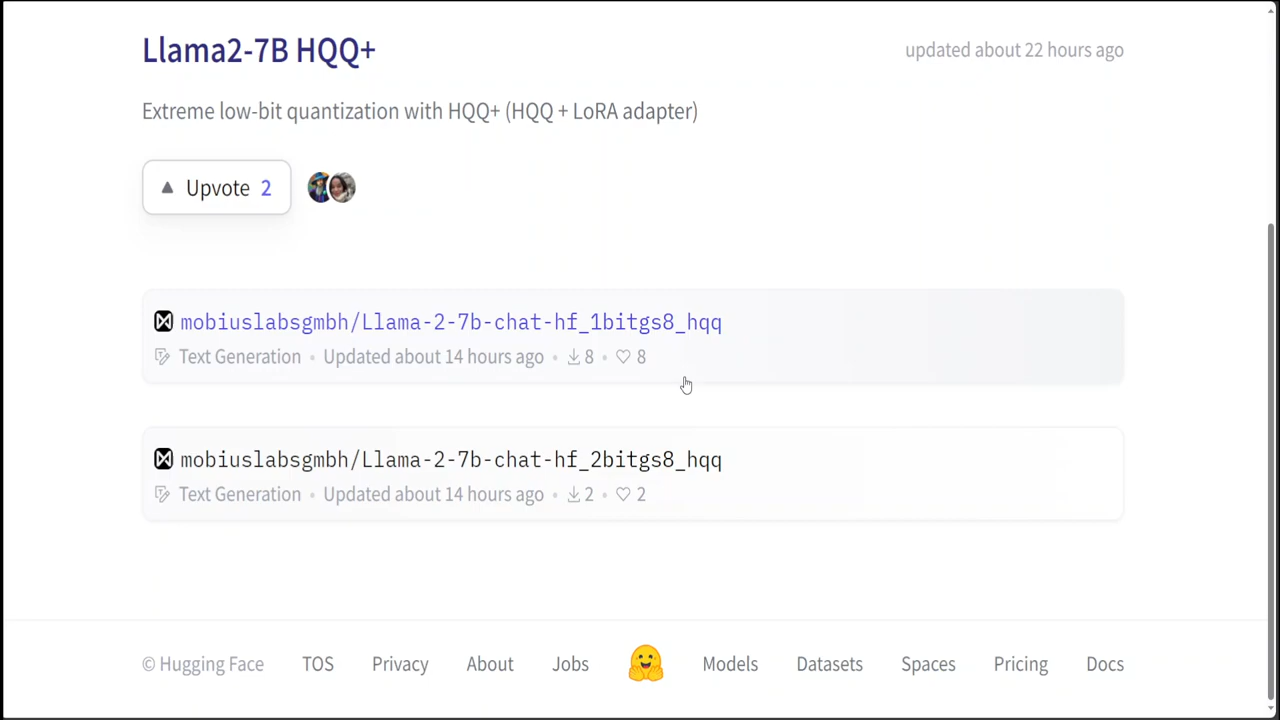 Llama2-7B HQQ+
updated about 22 hours ago
Extreme low-bit quantization with HQQ+ (HQQ + LoRA adapter)
Upvote 2
mobiuslabsgmbh/Llama-2-7b-chat-hf_1bitgs8_hqq
Text Generation • Updated about 14 hours ago • 8 • 8
mobiuslabsgmbh/Llama-2-7b-chat-hf_2bitgs8_hqq
Text Generation • Updated about 14 hours ago • 2 • 2
© Hugging Face TOS Privacy About Jobs Models Datasets Spaces Pricing Docs